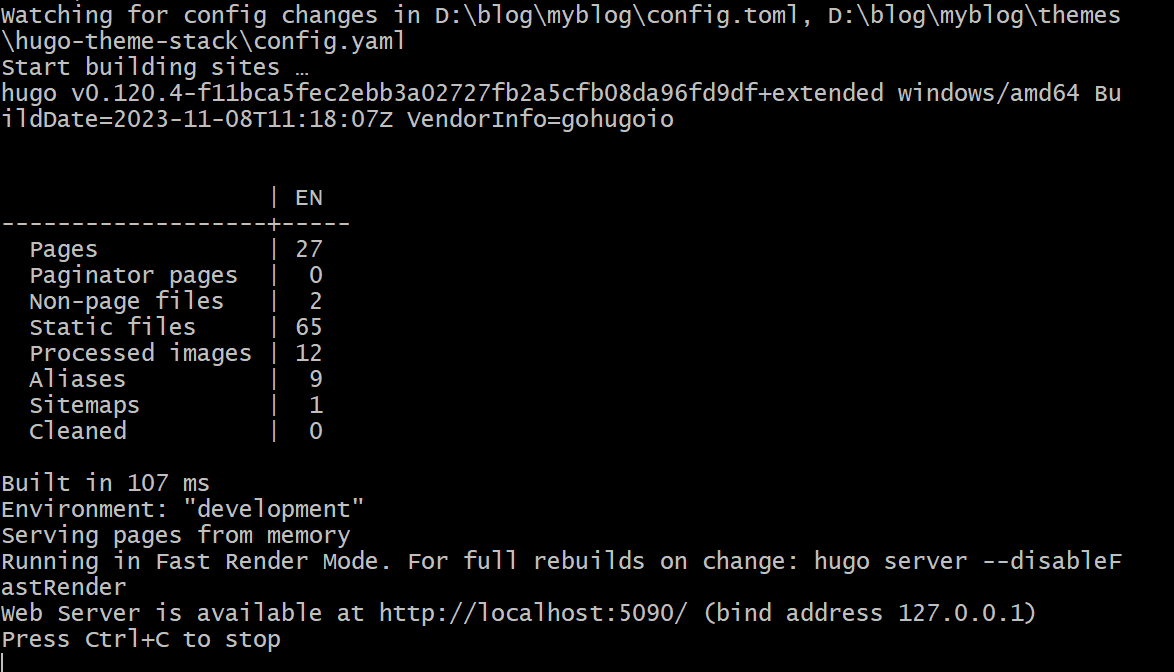 Watching for config changes in D:\blog\myblog\config.toml, D:\blog\myblog\themes
\hugo-theme-stack\config.yaml
Start building sites …
hugo v0.120.4-f11bca5fec2ebb3a02727fb2a5cfb08da96fd9df+extended windows/amd64 Bu
ildDate=2023-11-08T11:18:07Z VendorInfo=gohugoio
                   | EN
-------------------+-----
  Pages            | 27
  Paginator pages  |  0
  Non-page files   |  2
  Static files     | 65
  Processed images | 12
  Aliases          |  9
  Sitemaps         |  1
  Cleaned          |  0
Built in 107 ms
Environment: "development"
Serving pages from memory
Running in Fast Render Mode. For full rebuilds on change: hugo server --disableF
astRender
Web Server is available at http://localhost:5090/ (bind address 127.0.0.1)
Press Ctrl+C to stop